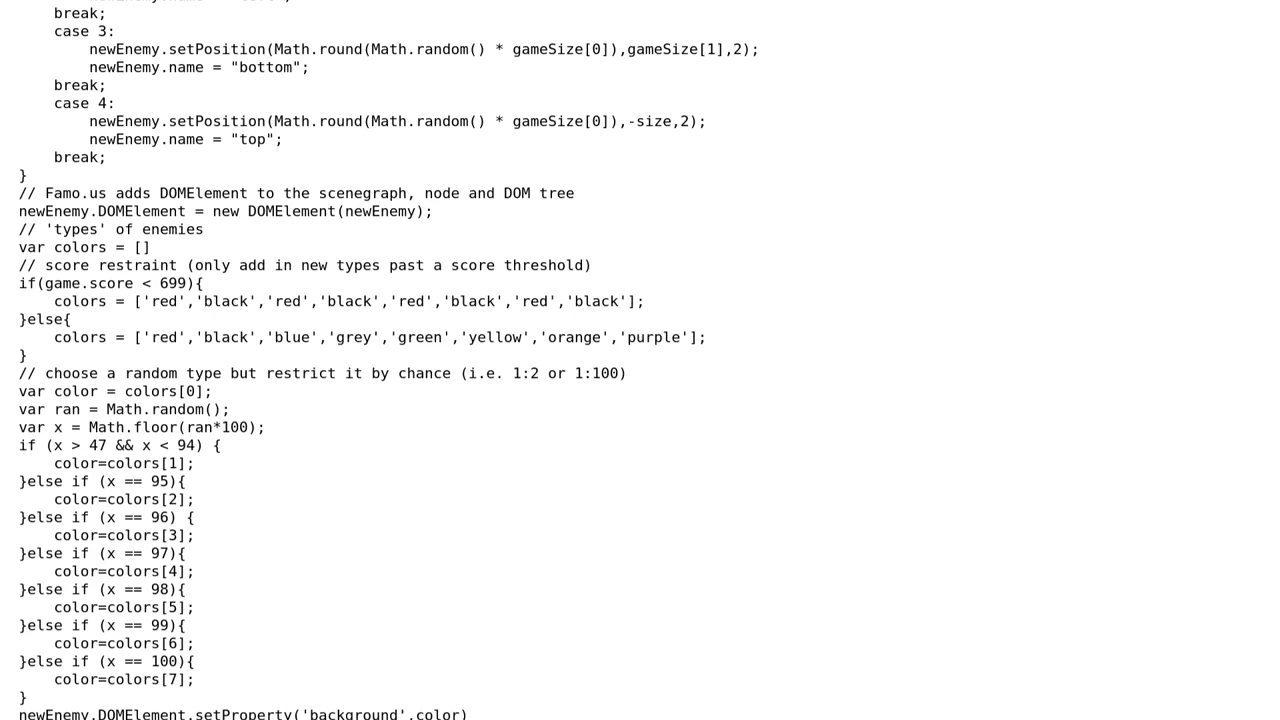 break;
case 3:
newEnemy.setPosition(Math.round(Math.random() * gameSize[0]),gameSize[1],2);
newEnemy.name = "bottom";
break;
case 4:
newEnemy.setPosition(Math.round(Math.random() * gameSize[0]),-size,2);
newEnemy.name = "top";
break;
}
// Famo.us adds DOMElement to the scenegraph, node and DOM tree
newEnemy.DOMElement = new DOMElement(newEnemy);
// 'types' of enemies
var colors = []
// score restraint (only add in new types past a score threshold)
if(game.score < 699){
colors = ['red','black','red','black','red','black','red','black'];
}else{
colors = ['red','black','blue','grey','green','yellow','orange','purple'];
}
// choose a random type but restrict it by chance (i.e. 1:2 or 1:100)
var color = colors[0];
var ran = Math.random();
var x = Math.floor(ran*100);
if (x > 47 && x < 94) {
color=colors[1];
}else if (x == 95){
color=colors[2];
}else if (x == 96) {
color=colors[3];
}else if (x == 97){
color=colors[4];
}else if (x == 98){
color=colors[5];
}else if (x == 99){
color=colors[6];
}else if (x == 100){
color=colors[7];
}
newEnemy.DOMElement.setProperty('background',color)